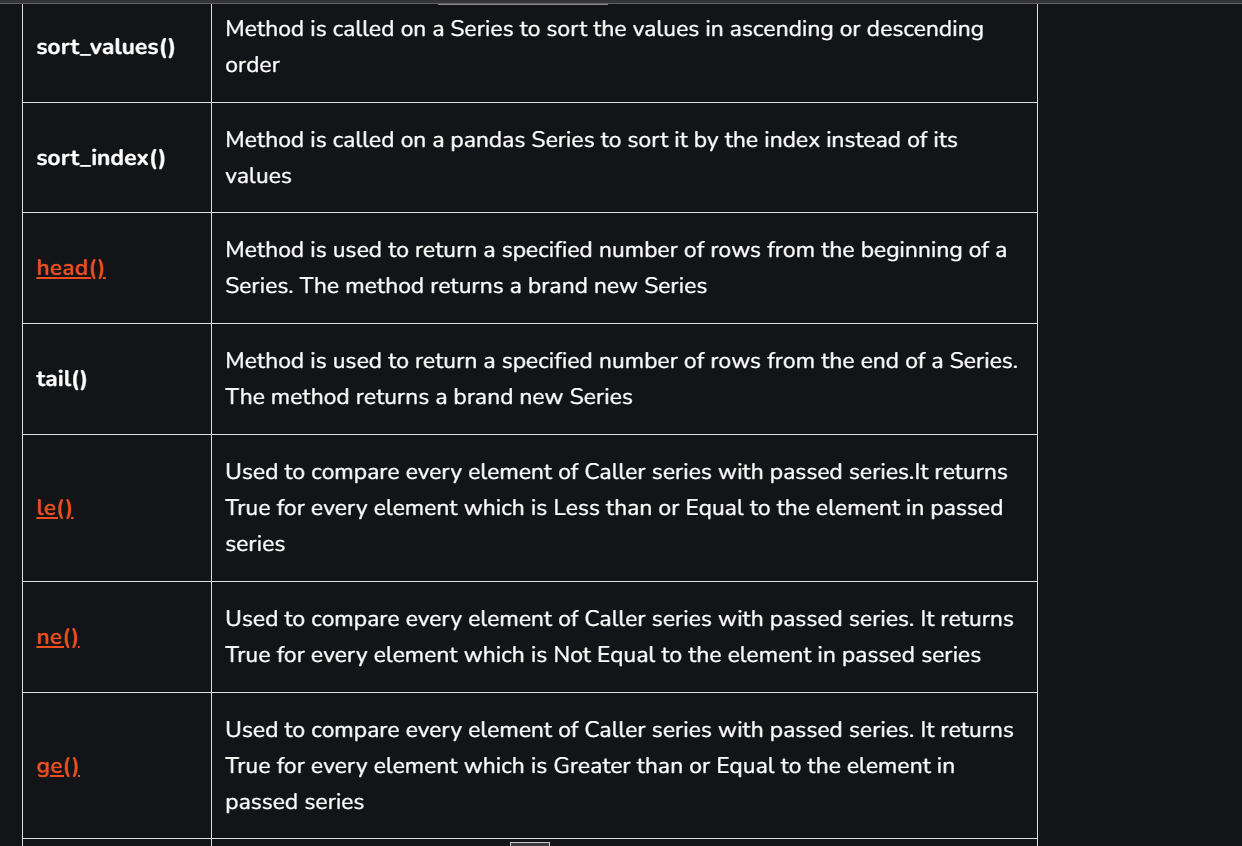 sort_values()
Method is called on a Series to sort the values in ascending or descending
order
sort_index()
Method is called on a pandas Series to sort it by the index instead of its
values
head()
Method is used to return a specified number of rows from the beginning of a
Series. The method returns a brand new Series
tail()
Method is used to return a specified number of rows from the end of a Series.
The method returns a brand new Series
le()
Used to compare every element of Caller series with passed series.It returns
True for every element which is Less than or Equal to the element in passed
series
ne()
Used to compare every element of Caller series with passed series. It returns
True for every element which is Not Equal to the element in passed series
ge()
Used to compare every element of Caller series with passed series. It returns
True for every element which is Greater than or Equal to the element in
passed series